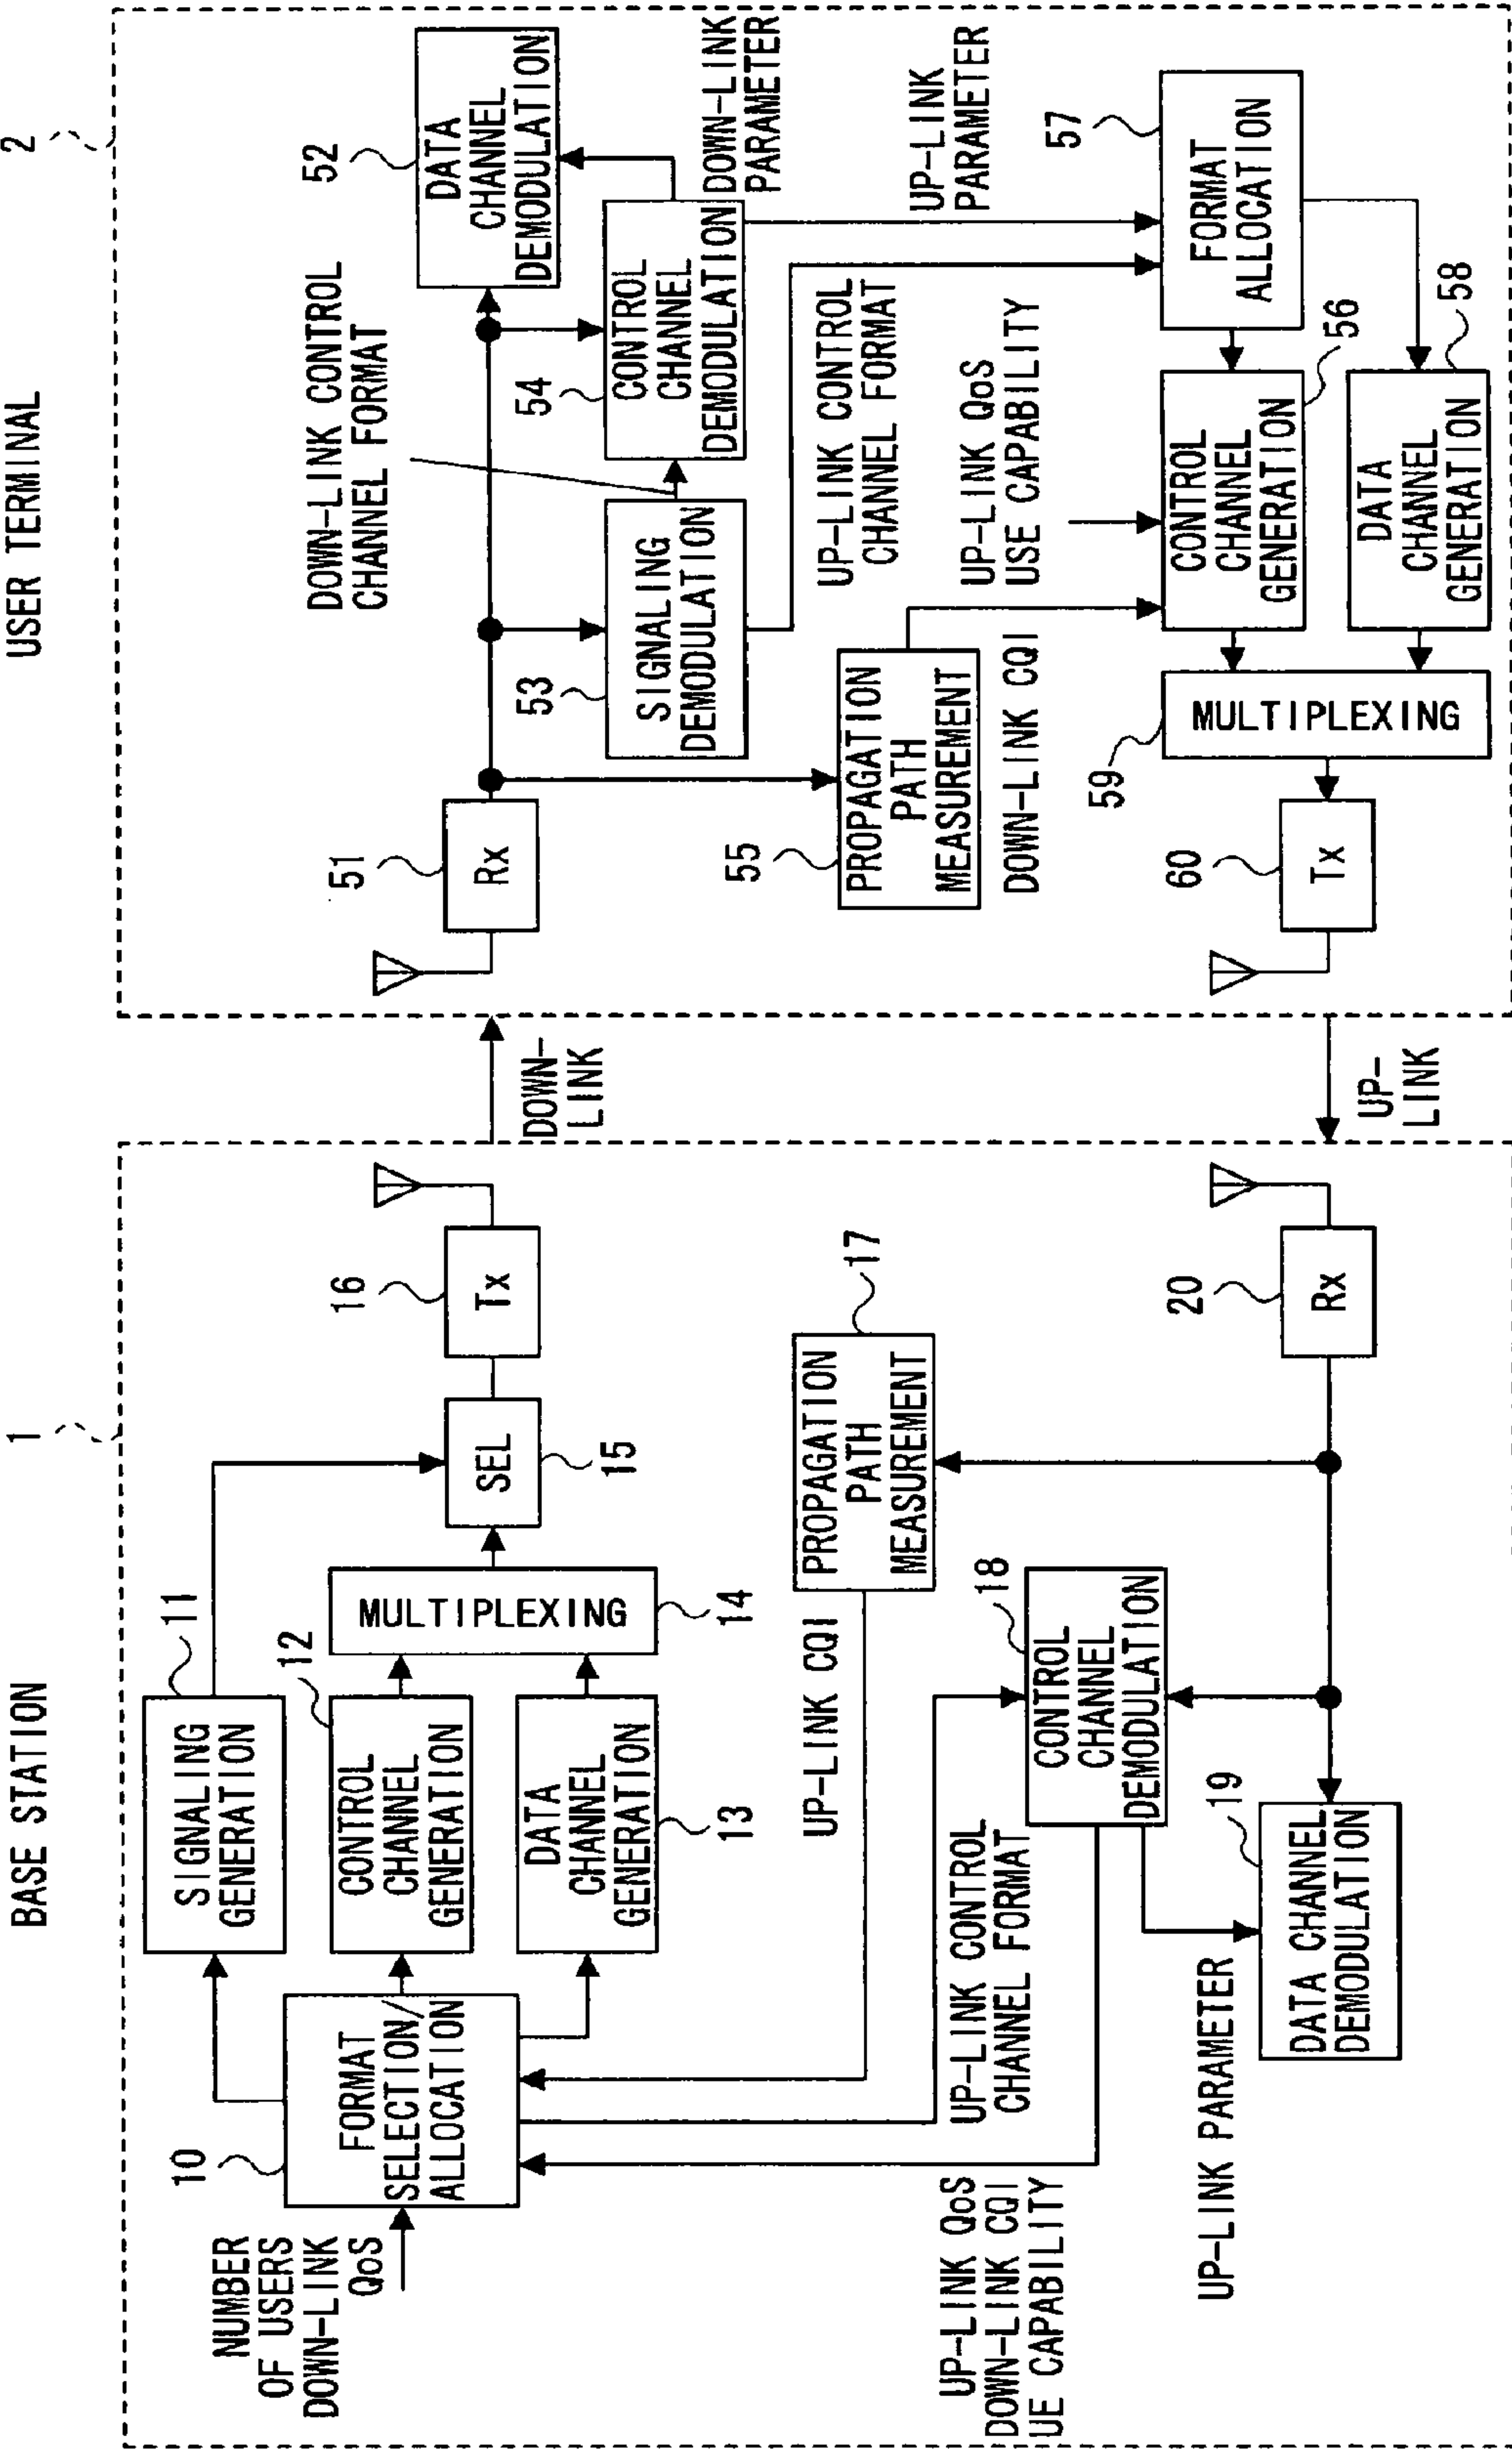 BASE STATION
1
NUMBER
OF USERS
DOWN-LINK
QoS
10
FORMAT
SELECTION/
ALLOCATION
SIGNALING
GENERATION
11
CONTROL
CHANNEL
GENERATION
12
DATA
CHANNEL
GENERATION
13
MULTIPLEXING
14
SEL
15
Tx
16
PROPAGATION
PATH
MEASUREMENT
17
UP-LINK CQI
CONTROL
CHANNEL
DEMODULATION
18
UP-LINK CONTROL
CHANNEL FORMAT
UP-LINK QoS
DOWN-LINK CQI
UE CAPABILITY
UP-LINK PARAMETER
DATA CHANNEL
DEMODULATION
19
Rx
20
DOWN-
LINK
UP-
LINK
USER TERMINAL
2
Rx
51
DATA
CHANNEL
DEMODULATION
52
DOWN-LINK CONTROL
CHANNEL FORMAT
SIGNALING
DEMODULATION
53
CONTROL
CHANNEL
DEMODULATION
54
DOWN-LINK
PARAMETER
UP-LINK
PARAMETER
UP-LINK CONTROL
CHANNEL FORMAT
PROPAGATION
PATH
MEASUREMENT
55
DOWN-LINK CQI
UP-LINK QoS
USE CAPABILITY
FORMAT
ALLOCATION
57
CONTROL
CHANNEL
GENERATION
56
DATA
CHANNEL
GENERATION
58
MULTIPLEXING
59
Tx
60